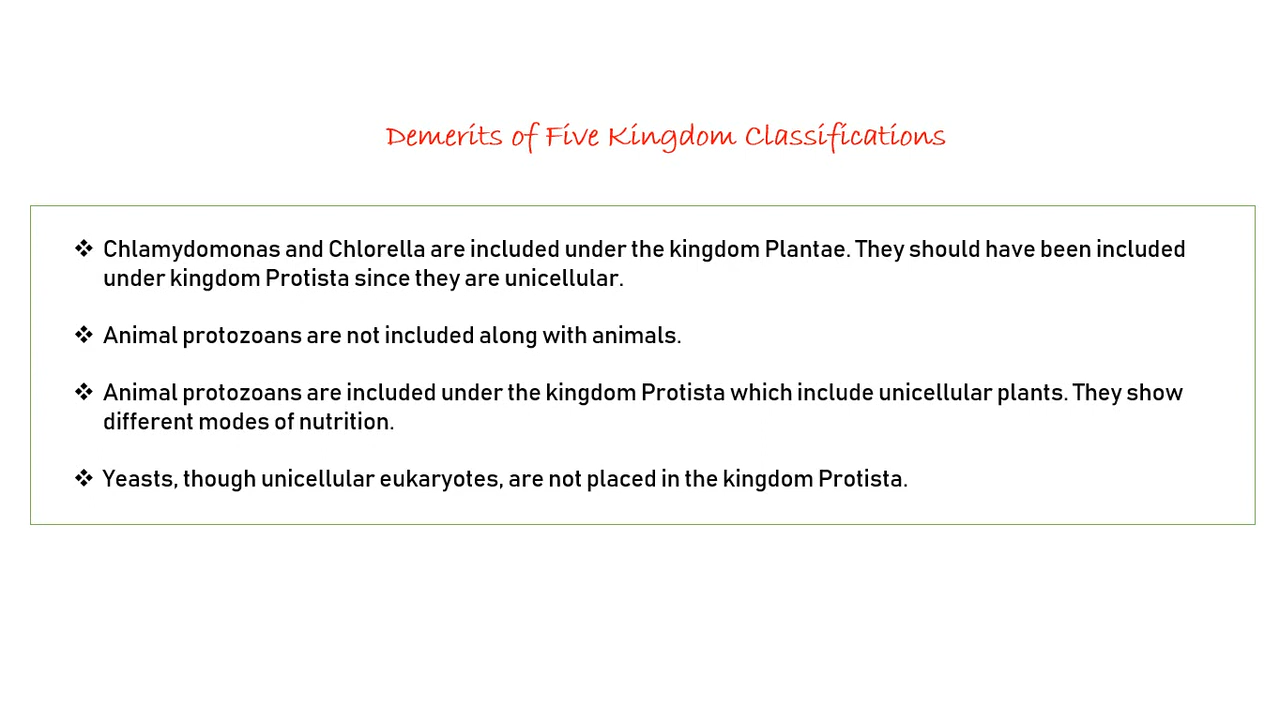 Demerits of Five Kingdom Classifications
❖ Chlamydomonas and Chlorella are included under the kingdom Plantae. They should have been included
under kingdom Protista since they are unicellular.
❖ Animal protozoans are not included along with animals.
❖ Animal protozoans are included under the kingdom Protista which include unicellular plants. They show
different modes of nutrition.
❖ Yeasts, though unicellular eukaryotes, are not placed in the kingdom Protista.